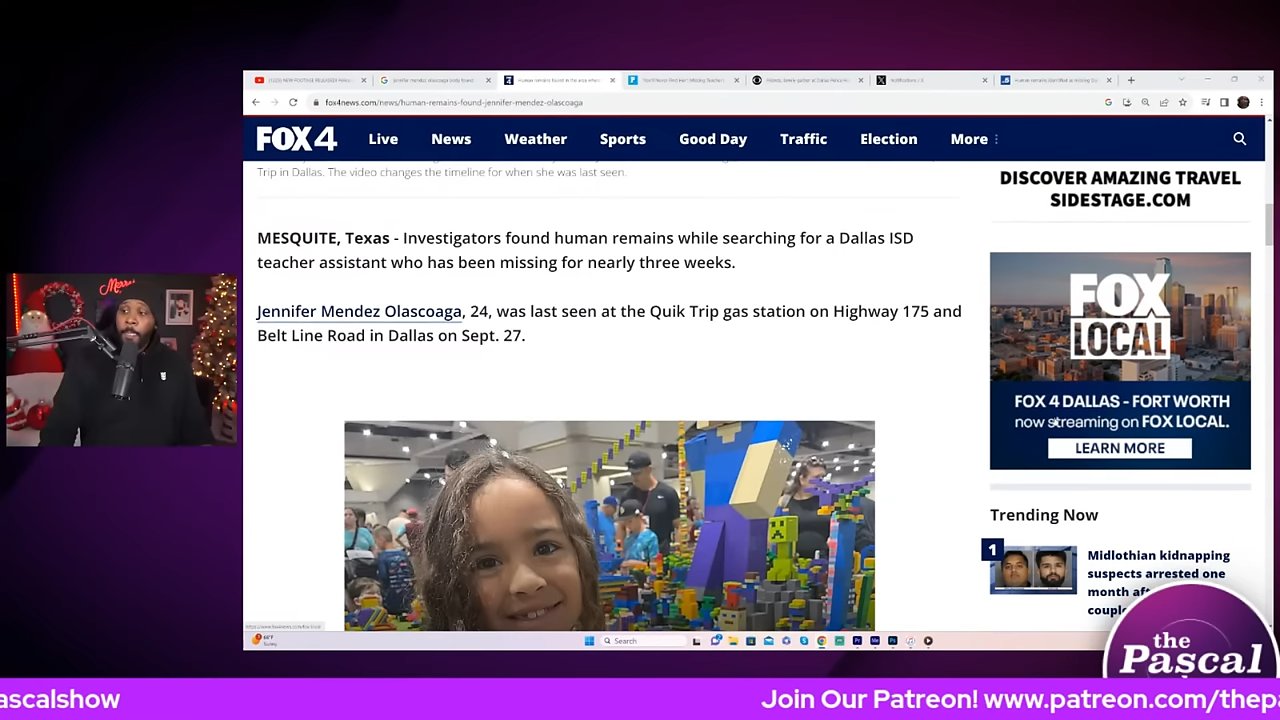 fox4news.com/news/human-remains-found-jennifer-mendez-olascoaga
FOX 4
Live News Weather Sports Good Day Traffic Election More
Trip in Dallas. The video changes the timeline for when she was last seen.
DISCOVER AMAZING TRAVEL
SIDESTAGE.COM
MESQUITE, Texas - Investigators found human remains while searching for a Dallas ISD
teacher assistant who has been missing for nearly three weeks.
Jennifer Mendez Olascoaga, 24, was last seen at the Quik Trip gas station on Highway 175 and
Belt Line Road in Dallas on Sept. 27.
FOX
LOCAL
FOX 4 DALLAS - FORT WORTH
now streaming on FOX LOCAL.
LEARN MORE
Trending Now
1
Midlothian kidnapping
suspects arrested one
month aft
coupl
Merry
Search
the
Pascal
ascalshow
Join Our Patreon! www.patreon.com/thepa